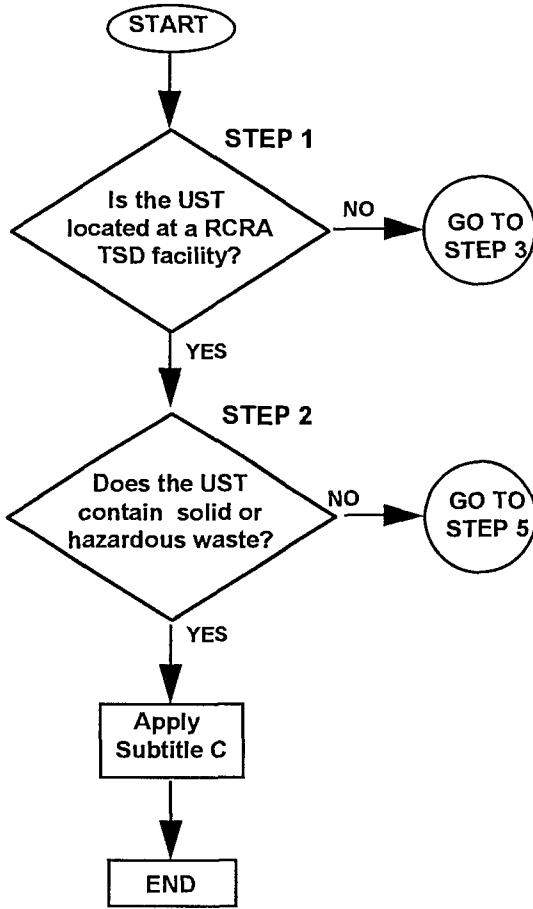 START
STEP 1
Is the UST
located at a RCRA
TSD facility?
NO
GO TO
STEP 3
YES
STEP 2
Does the UST
contain solid or
hazardous waste?
NO
GO TO
STEP 5
YES
Apply
Subtitle C
END